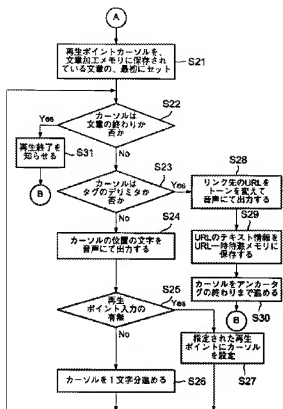 A
再生ポイントカーソルを、
文章加工メモリに保存され
ている文章の、最初にセット
S21
S22
カーソルは
文章の終わりか
否か
Yes
No
再生終了を
知らせる
S31
B
S23
カーソルは
タグのデリミタか
否か
Yes
No
S28
リンク先のURLを
トーンを変えて
音声にて出力する
S29
URLのテキスト情報を
URL一時待避メモリに
保存する
カーソルをアンカータ
グの終わりまで進める
S30
B
S24
カーソルの位置の文字を
音声にて出力する
S25
再生
ポイント入力の
有無
Yes
No
指定された再生
ポイントにカーソル
を設定
S27
カーソルを1文字分進める
S26